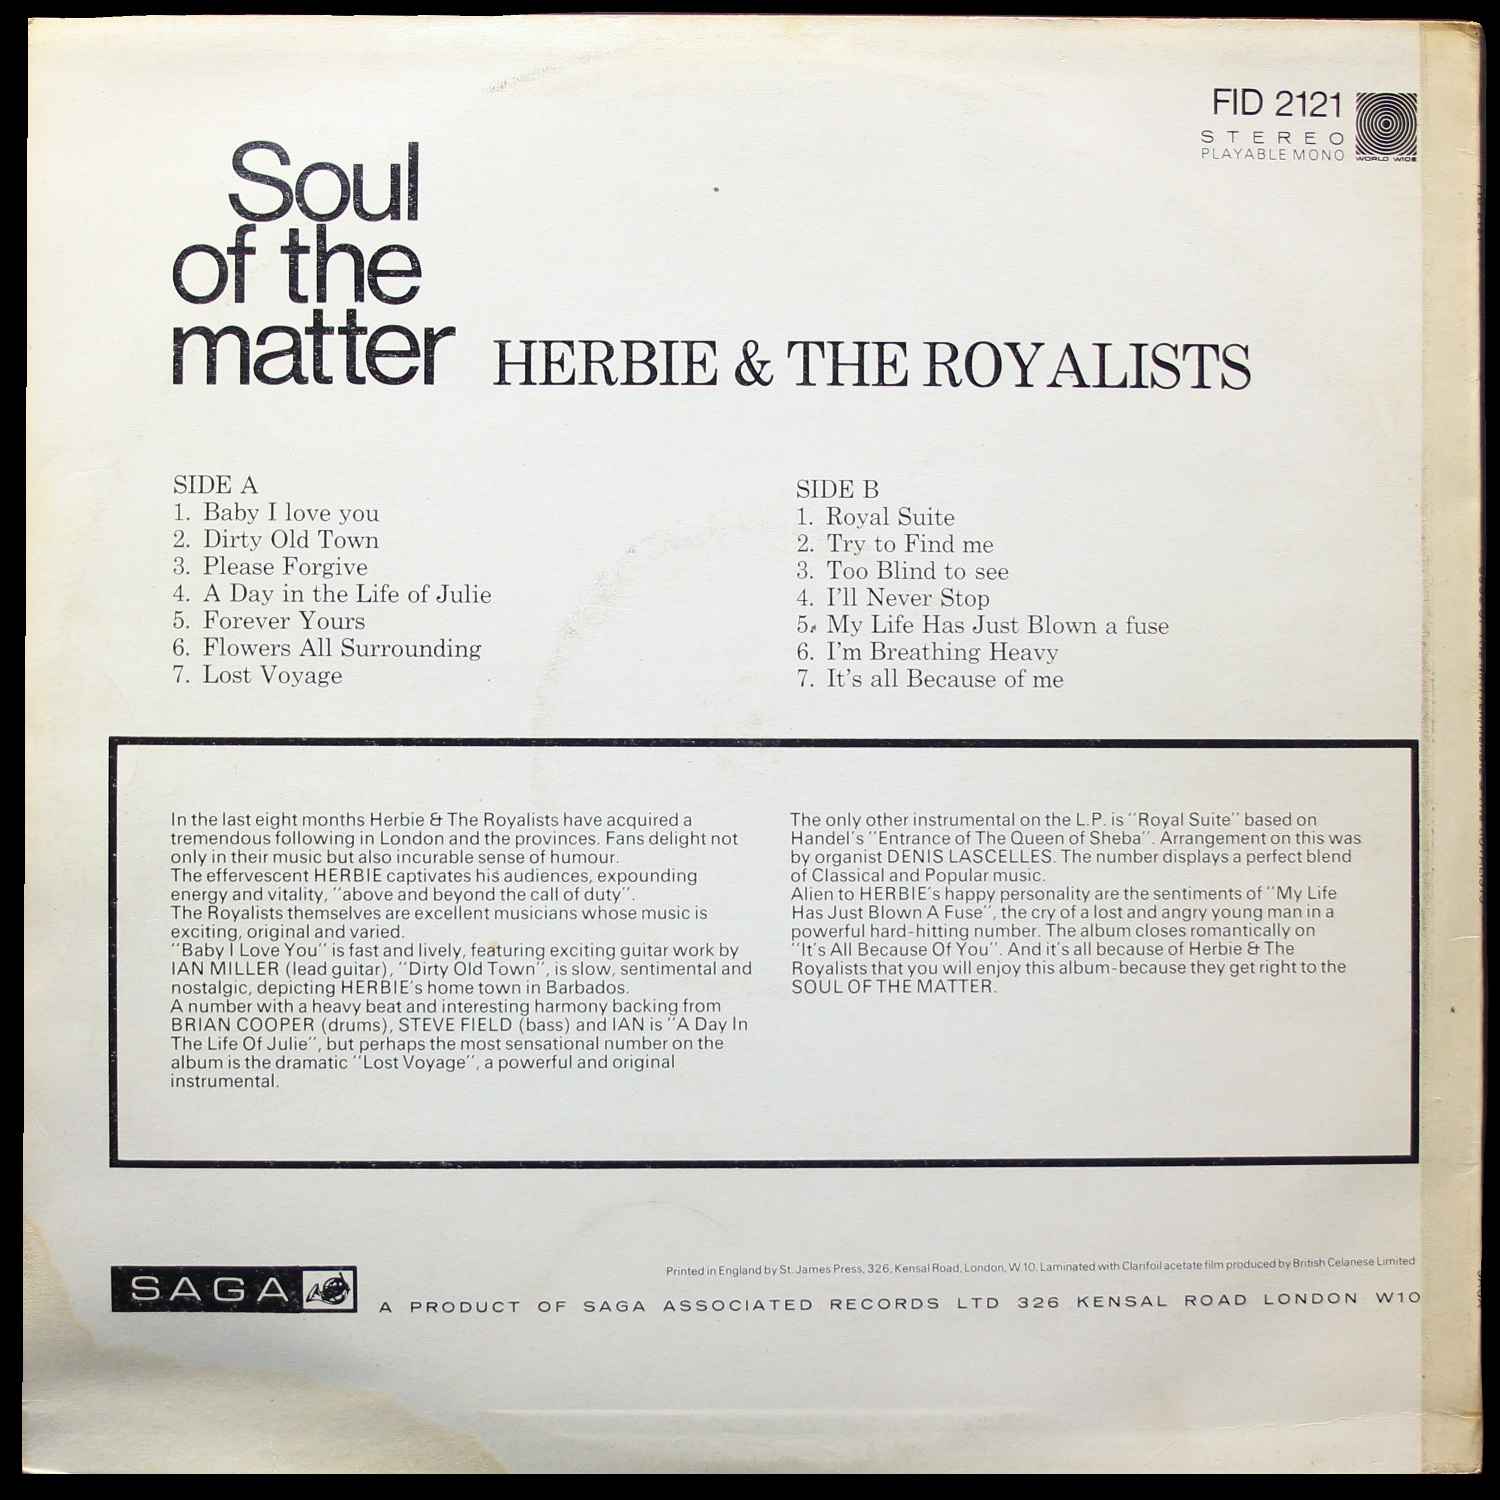 FID 2121
STEREO
PLAYABLE MONO
WORLD WIDE
Soul
of the
matter
HERBIE & THE ROYALISTS
SIDE A
1. Baby I love you
2. Dirty Old Town
3. Please Forgive
4. A Day in the Life of Julie
5. Forever Yours
6. Flowers All Surrounding
7. Lost Voyage
SIDE B
1. Royal Suite
2. Try to Find me
3. Too Blind to see
4. I'll Never Stop
5. My Life Has Just Blown a fuse
6. I'm Breathing Heavy
7. It's all Because of me
In the last eight months Herbie & The Royalists have acquired a
tremendous following in London and the provinces. Fans delight not
only in their music but also incurable sense of humour.
The effervescent HERBIE captivates his audiences, expounding
energy and vitality, "above and beyond the call of duty".
The Royalists themselves are excellent musicians whose music is
exciting, original and varied.
"Baby I Love You" is fast and lively, featuring exciting guitar work by
IAN MILLER (lead guitar), "Dirty Old Town", is slow, sentimental and
nostalgic, depicting HERBIE's home town in Barbados.
A number with a heavy beat and interesting harmony backing from
BRIAN COOPER (drums), STEVE FIELD (bass) and IAN is "A Day In
The Life Of Julie", but perhaps the most sensational number on the
album is the dramatic "Lost Voyage", a powerful and original
instrumental.
The only other instrumental on the L.P. is "Royal Suite" based on
Handel's "Entrance of The Queen of Sheba". Arrangement on this was
by organist DENIS LASCELLES. The number displays a perfect blend
of Classical and Popular music.
Alien to HERBIE's happy personality are the sentiments of "My Life
Has Just Blown A Fuse", the cry of a lost and angry young man in a
powerful hard-hitting number. The album closes romantically on
"It's All Because Of You". And it's all because of Herbie & The
Royalists that you will enjoy this album-because they get right to the
SOUL OF THE MATTER.
Printed in England by St. James Press, 326, Kensal Road, London, W.10. Laminated with Clarifoil acetate film produced by British Celanese Limited
SAGA
A PRODUCT OF SAGA ASSOCIATED RECORDS LTD 326 KENSAL ROAD LONDON W10